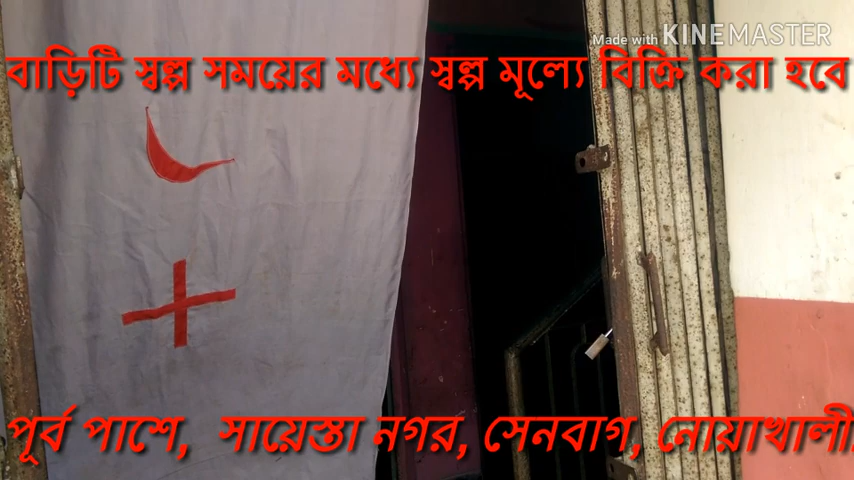 Made with KINEMASTER
বাড়িটি স্বল্প সময়ের মধ্যে স্বল্প মূল্যে বিক্রি করা হবে
পূর্ব পাশে, সায়েস্তা নগর, সেনবাগ, নোয়াখালী.